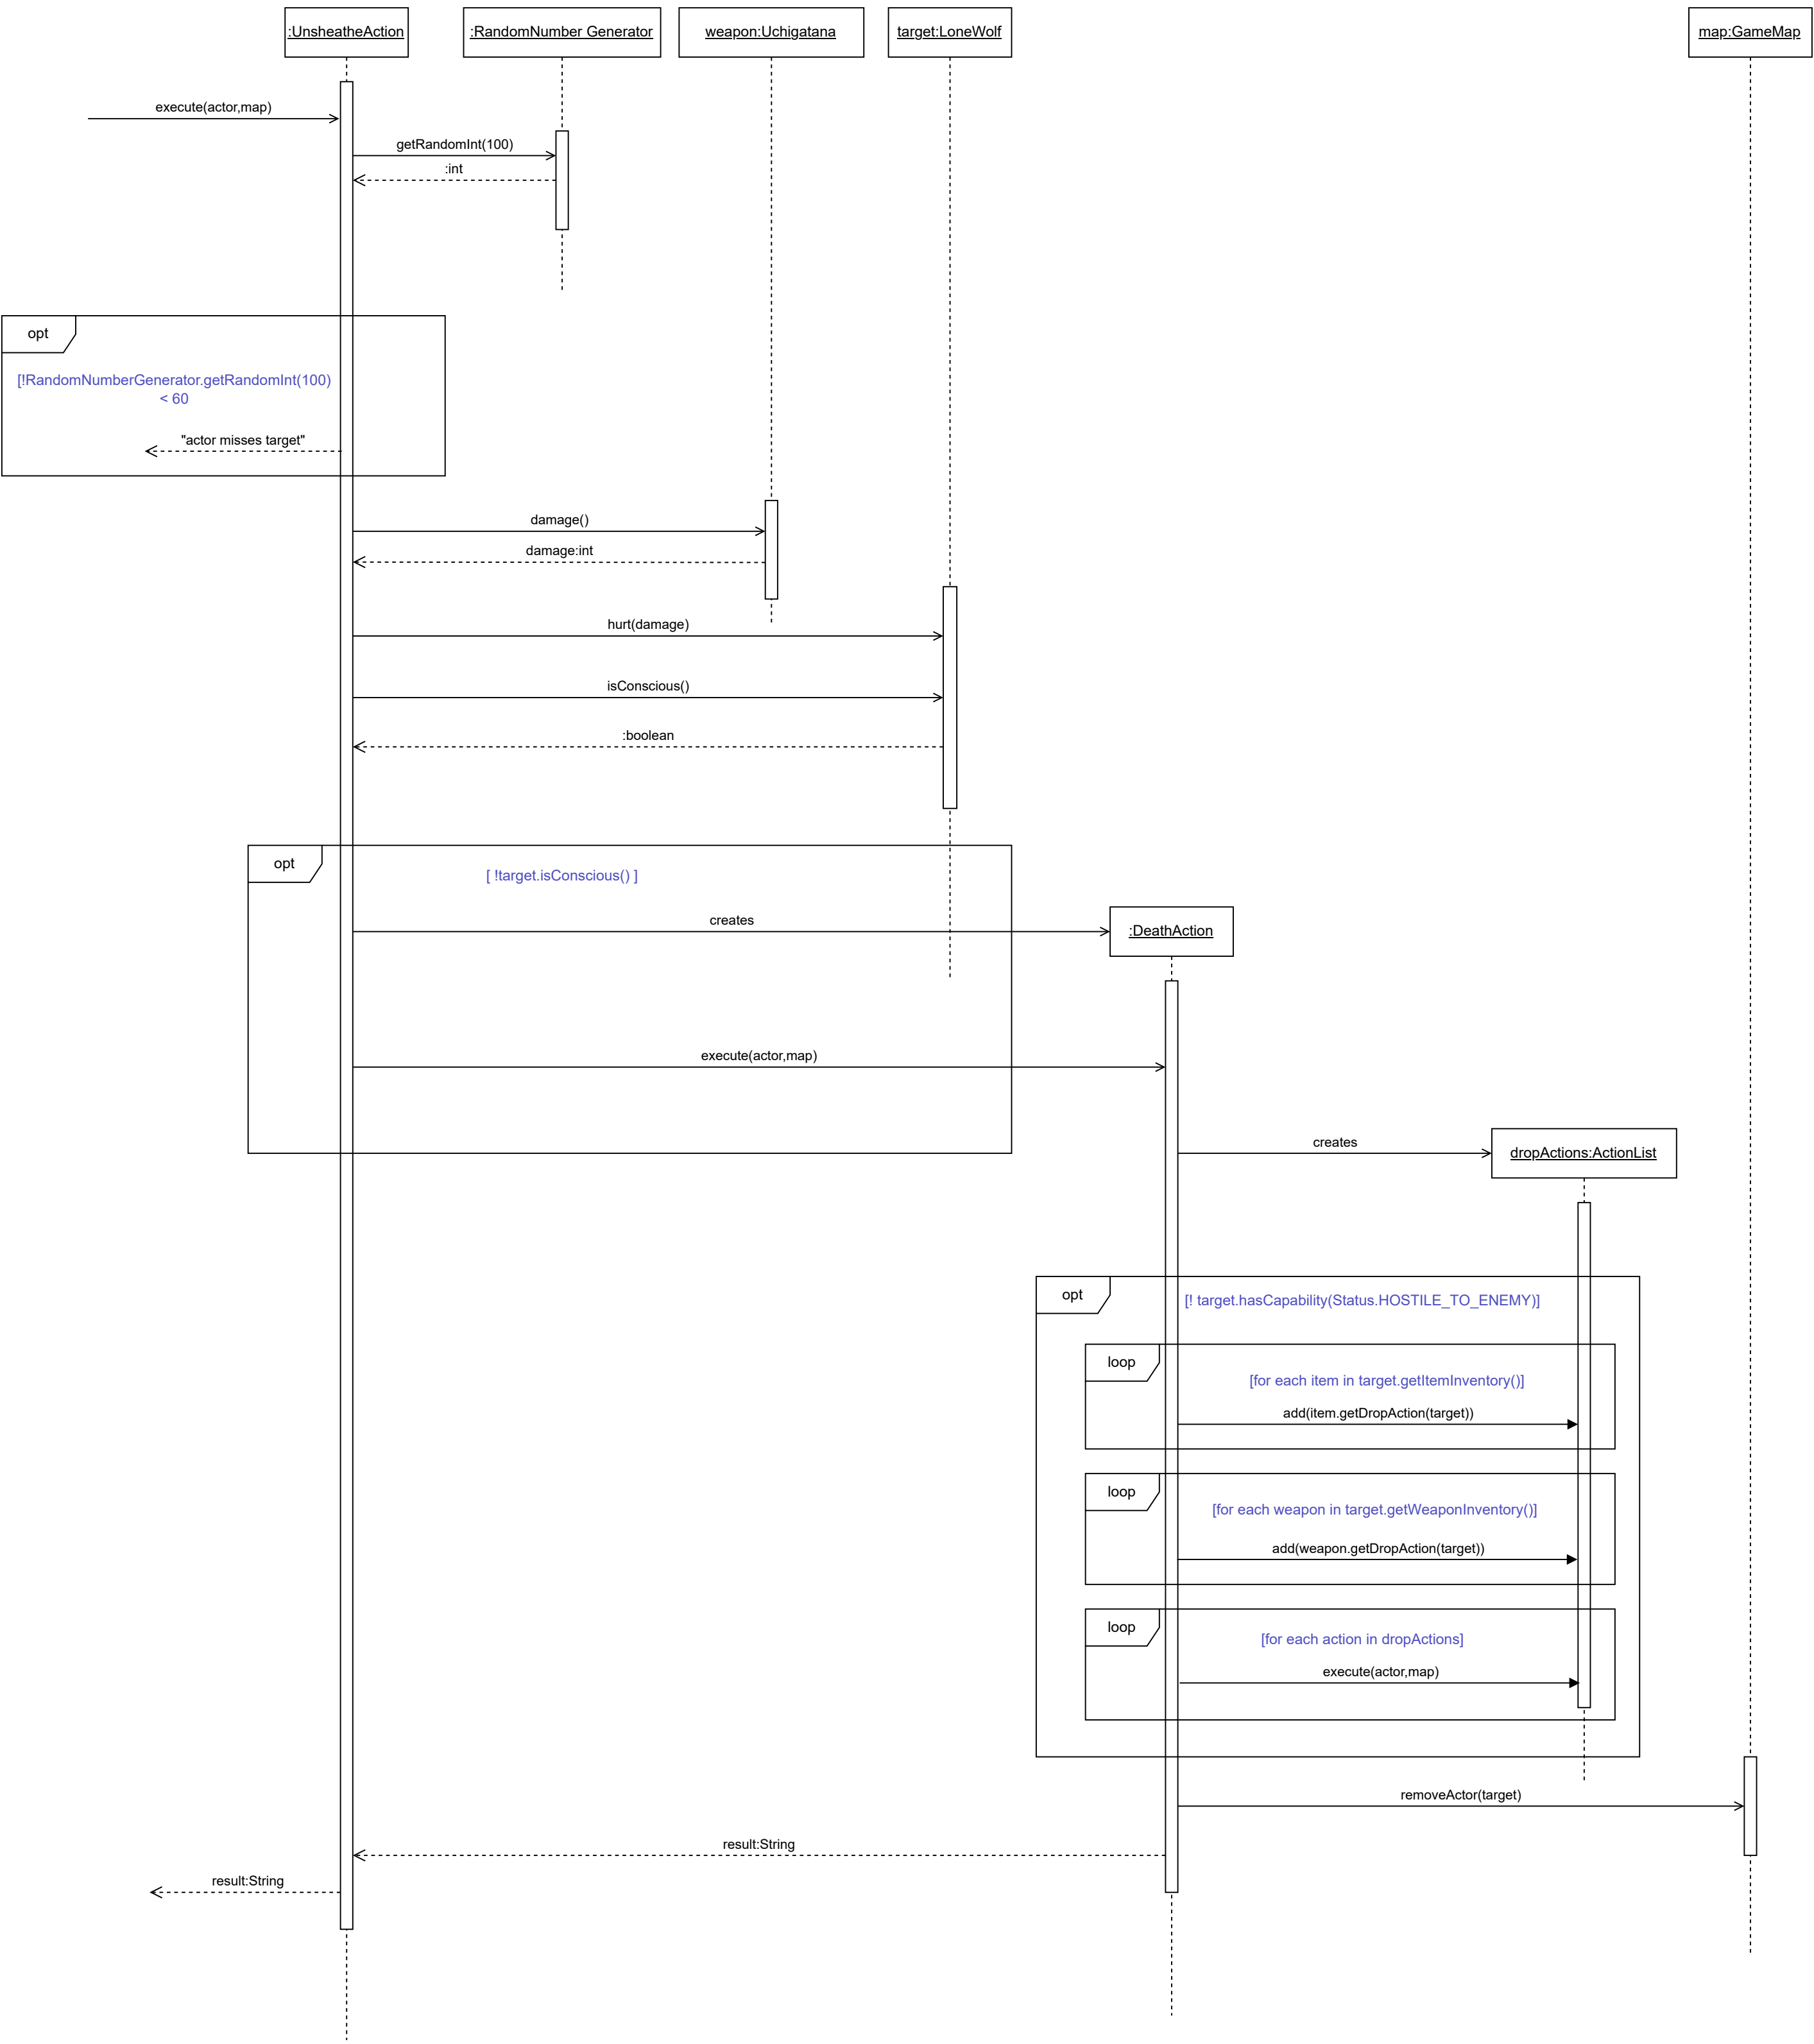 :UnsheatheAction
:RandomNumber Generator
weapon:Uchigatana
target:LoneWolf
map:GameMap
execute(actor,map)
getRandomInt(100)
:int
opt
[!RandomNumberGenerator.getRandomInt(100)
< 60
"actor misses target"
damage()
damage:int
hurt(damage)
isConscious()
:boolean
opt
[ !target.isConscious() ]
creates
:DeathAction
execute(actor,map)
creates
dropActions:ActionList
opt
[! target.hasCapability(Status.HOSTILE_TO_ENEMY)]
loop
[for each item in target.getItemInventory()]
add(item.getDropAction(target))
loop
[for each weapon in target.getWeaponInventory()]
add(weapon.getDropAction(target))
loop
[for each action in dropActions]
execute(actor,map)
removeActor(target)
result:String
result:String